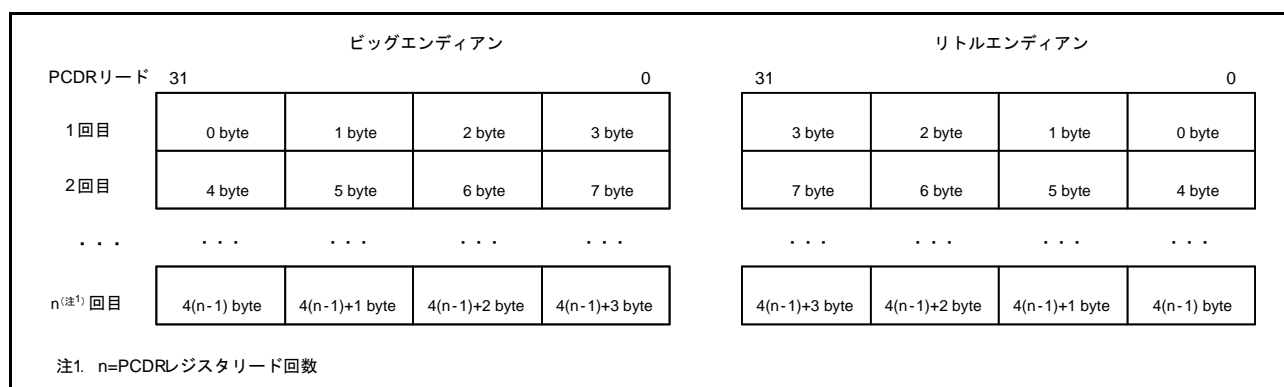 ビッグエンディアン リトルエンディアン
PCDRリード 31 0 31 0
1回目 0 byte 1 byte 2 byte 3 byte 3 byte 2 byte 1 byte 0 byte
2回目 4 byte 5 byte 6 byte 7 byte 7 byte 6 byte 5 byte 4 byte
・・・ ・・・ ・・・ ・・・ ・・・ ・・・ ・・・ ・・・ ・・・
n(注1)回目 4(n-1) byte 4(n-1)+1 byte 4(n-1)+2 byte 4(n-1)+3 byte 4(n-1)+3 byte 4(n-1)+2 byte 4(n-1)+1 byte 4(n-1) byte
注1. n=PCDRレジスタリード回数